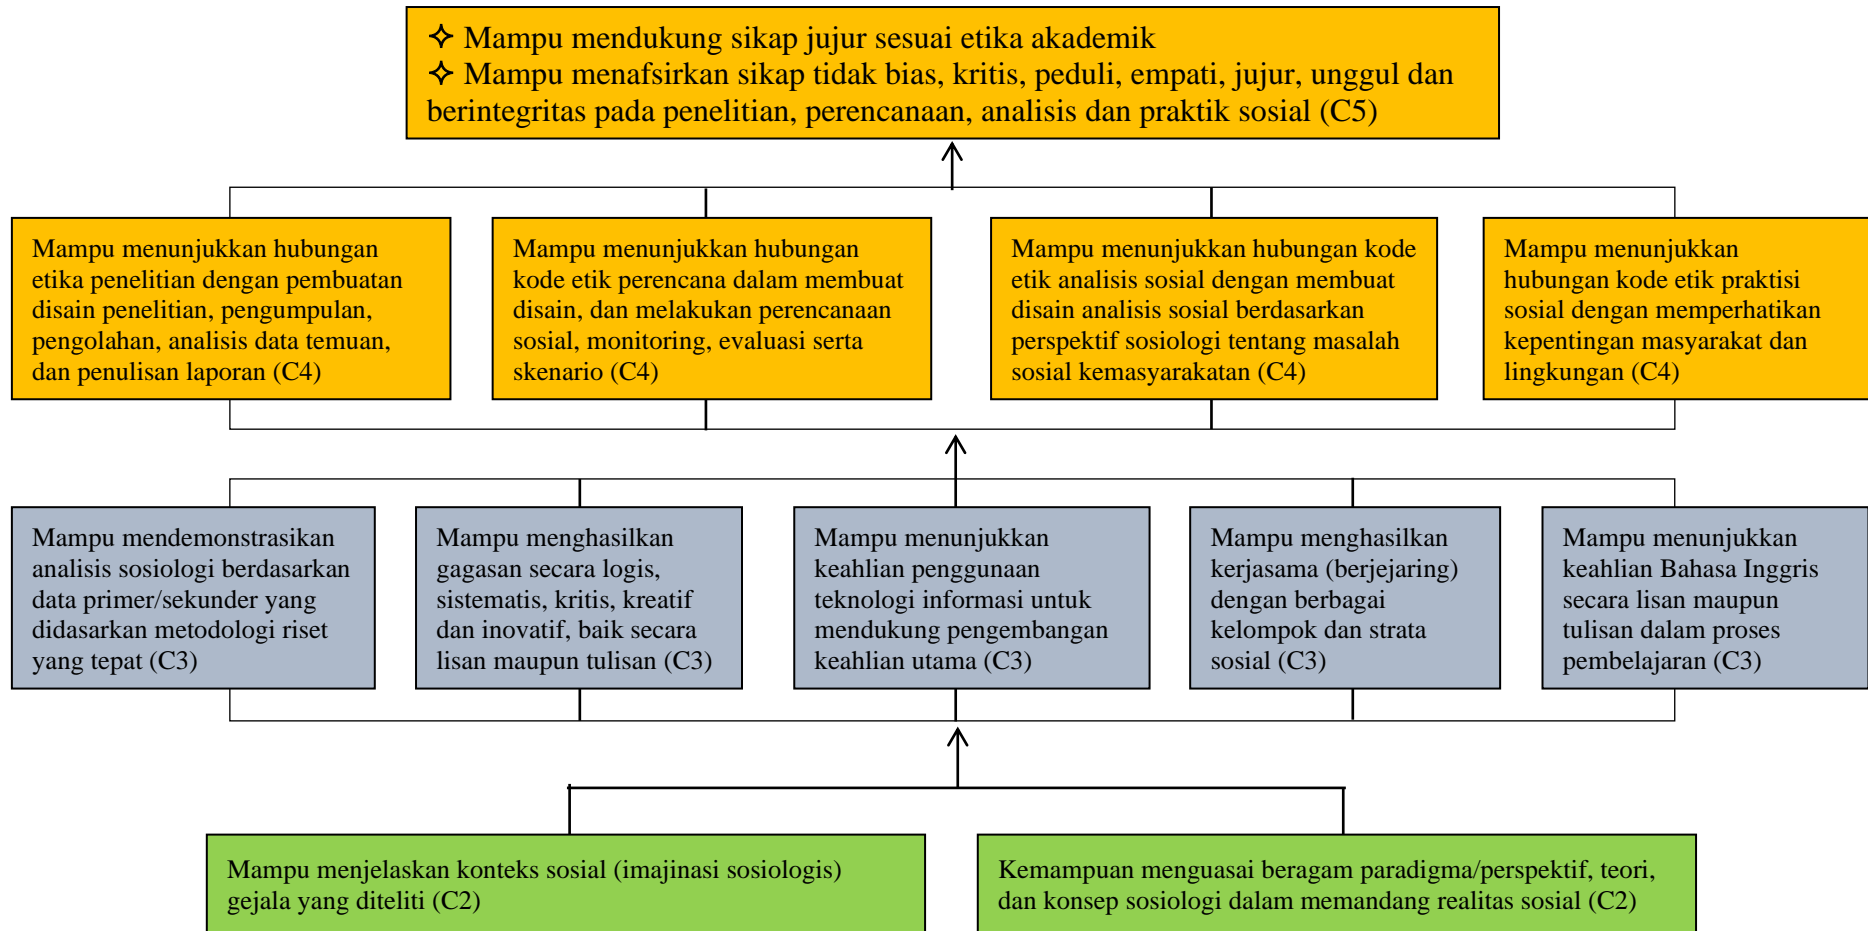 ✧ Mampu mendukung sikap jujur sesuai etika akademik
✧ Mampu menafsirkan sikap tidak bias, kritis, peduli, empati, jujur, unggul dan
berintegritas pada penelitian, perencanaan, analisis dan praktik sosial (C5)
Mampu menunjukkan hubungan
etika penelitian dengan pembuatan
disain penelitian, pengumpulan,
pengolahan, analisis data temuan,
dan penulisan laporan (C4)
Mampu menunjukkan hubungan
kode etik perencana dalam membuat
disain, dan melakukan perencanaan
sosial, monitoring, evaluasi serta
skenario (C4)
Mampu menunjukkan hubungan kode
etik analisis sosial dengan membuat
disain analisis sosial berdasarkan
perspektif sosiologi tentang masalah
sosial kemasyarakatan (C4)
Mampu menunjukkan
hubungan kode etik praktisi
sosial dengan memperhatikan
kepentingan masyarakat dan
lingkungan (C4)
Mampu mendemonstrasikan
analisis sosiologi berdasarkan
data primer/sekunder yang
didasarkan metodologi riset
yang tepat (C3)
Mampu menghasilkan
gagasan secara logis,
sistematis, kritis, kreatif
dan inovatif, baik secara
lisan maupun tulisan (C3)
Mampu menunjukkan
keahlian penggunaan
teknologi informasi untuk
mendukung pengembangan
keahlian utama (C3)
Mampu menghasilkan
kerjasama (berjejaring)
dengan berbagai
kelompok dan strata
sosial (C3)
Mampu menunjukkan
keahlian Bahasa Inggris
secara lisan maupun
tulisan dalam proses
pembelajaran (C3)
Mampu menjelaskan konteks sosial (imajinasi sosiologis)
gejala yang diteliti (C2)
Kemampuan menguasai beragam paradigma/perspektif, teori,
dan konsep sosiologi dalam memandang realitas sosial (C2)